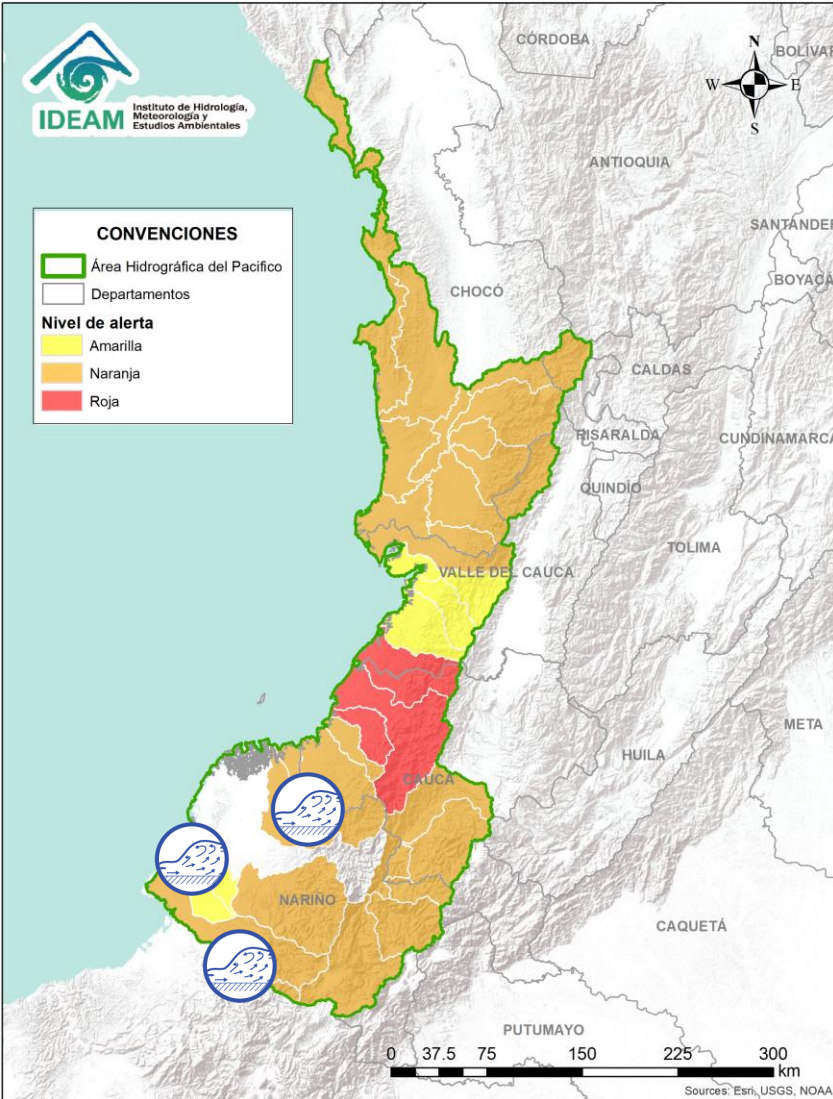 IDEAM
Instituto de Hidrología,
Meteorología y
Estudios Ambientales
N
W
E
S
CONVENCIONES
Área Hidrográfica del Pacifico
Departamentos
Nivel de alerta
Amarilla
Naranja
Roja
CÓRDOBA
BOLÍVAR
ANTIOQUIA
SANTANDER
BOYACÁ
CHOCÓ
CALDAS
RISARALDA
CUNDINAMARCA
QUINDÍO
TOLIMA
VALLE DEL CAUCA
META
HUILA
CAUCA
NARIÑO
CAQUETÁ
PUTUMAYO
0 37.5 75 150 225 300
km
Sources: Esri, USGS, NOAA